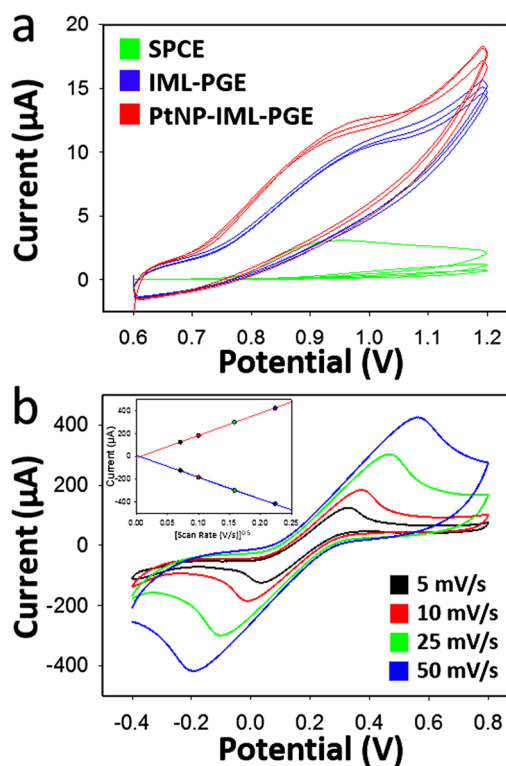 a
SPCE
IML-PGE
PtNP-IML-PGE
Current (µA)
20
15
10
5
0
0.6 0.7 0.8 0.9 1.0 1.1 1.2
Potential (V)
b
Current (µA)
400
200
0
-200
-400
Current (µA)
400
200
0
-200
-400
0.00 0.05 0.10 0.15 0.20 0.25
[Scan Rate (V/s)]0.5
5 mV/s
10 mV/s
25 mV/s
50 mV/s
-0.4 -0.2 0.0 0.2 0.4 0.6 0.8
Potential (V)